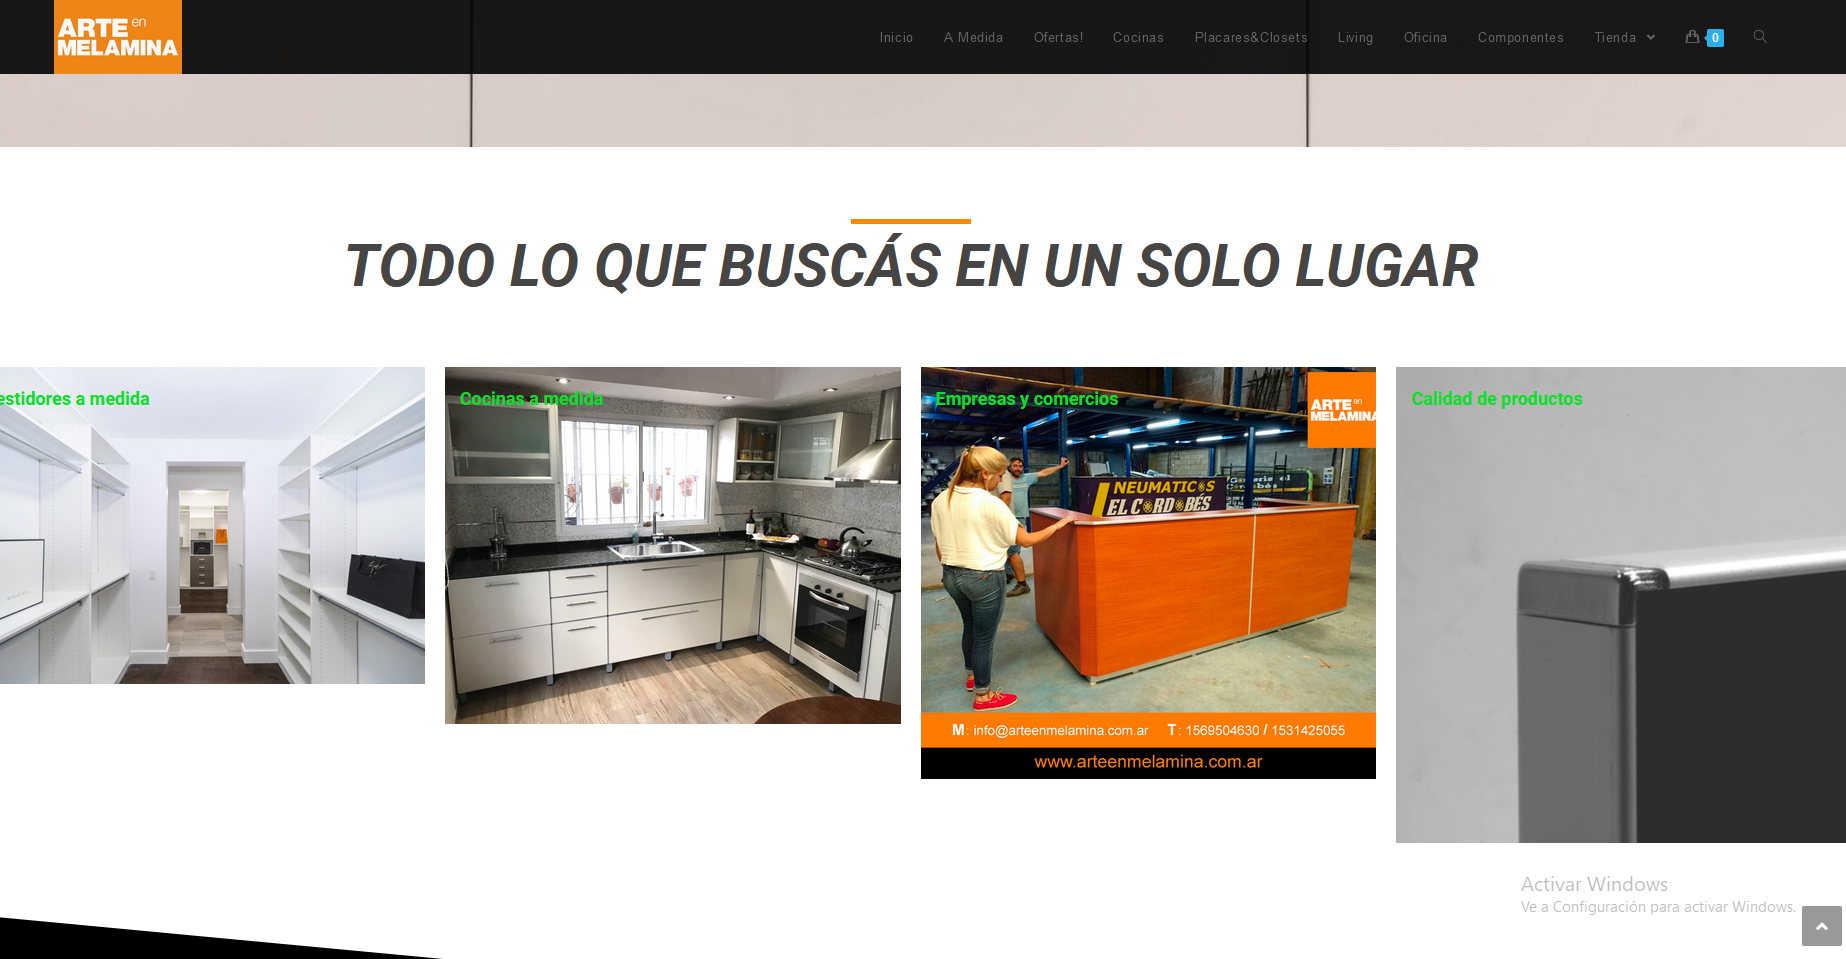 ARTE en
MELAMINA
Inicio A Medida Ofertas! Cocinas Placares&Closets Living Oficina Componentes Tienda 0
TODO LO QUE BUSCÁS EN UN SOLO LUGAR
estidores a medida
Cocinas a medida
Empresas y comercios
Calidad de productos
ARTE en
MELAMINA
NEUMATICOS
EL CORDOBÉS
M: info@arteenmelamina.com.ar T: 1569504630 / 1531425055
www.arteenmelamina.com.ar
Activar Windows
Ve a Configuración para activar Windows.